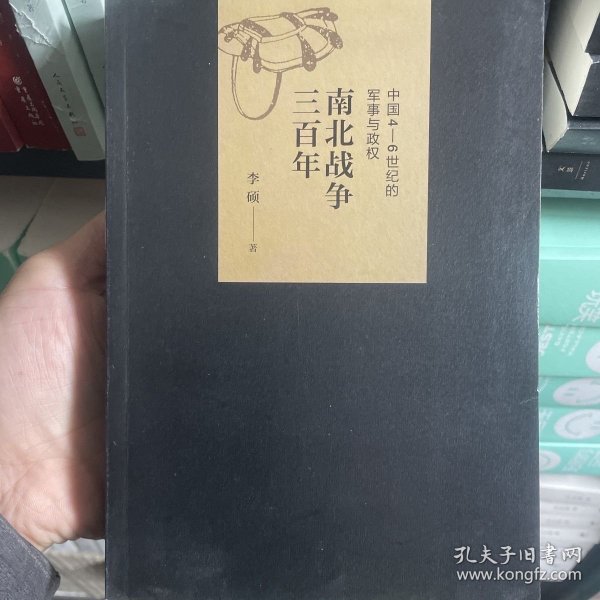 中国4—6世纪的
军事与政权
南北战争
三百年
李硕——著
孔夫子旧书网
www.kongfz.com